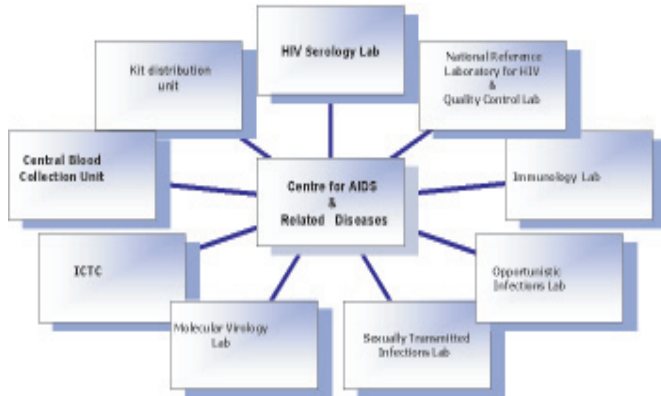 HIV Serology Lab
National Reference
Laboratory for HIV
&
Quality Control Lab
Kit distribution
unit
Central Blood
Collection Unit
Centre for AIDS
&
Related Diseases
Immunology Lab
ICTC
Opportunistic
Infections Lab
Molecular Virology
Lab
Sexually Transmitted
Infections Lab